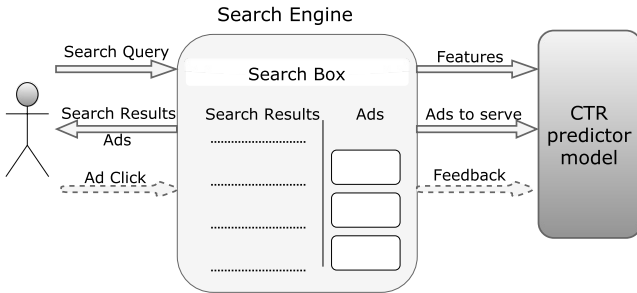 Search Engine
Search Query
Search Box
Features
Search Results
Ads
Search Results
Ads
Ads to serve
CTR
predictor
model
Ad Click
Feedback